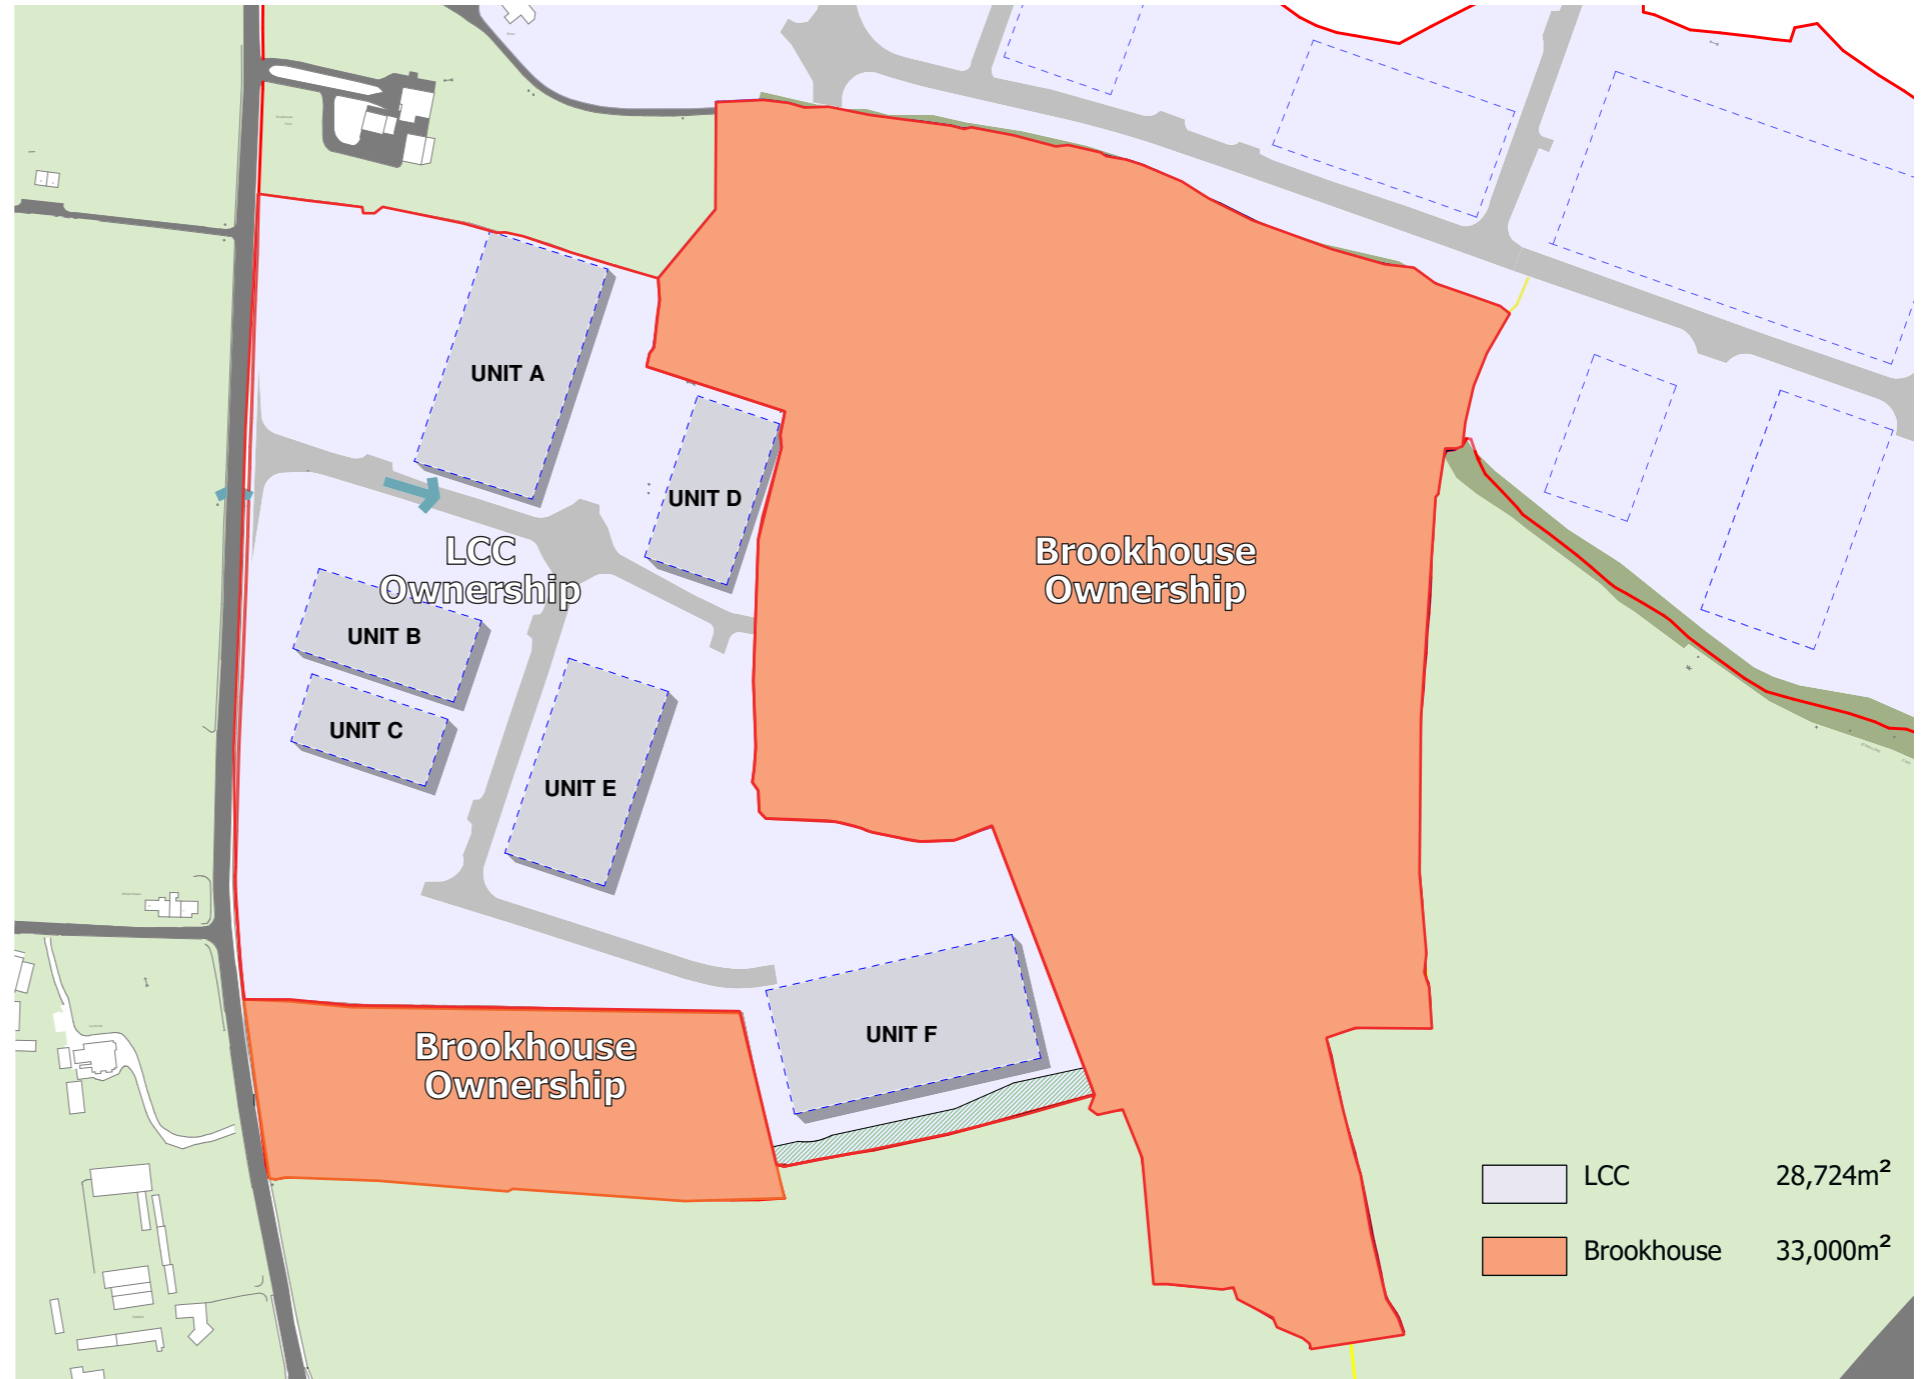 UNIT A
UNIT D
LCC
Ownership
Brookhouse
Ownership
UNIT B
UNIT C
UNIT E
UNIT F
Brookhouse
Ownership
LCC 28,724m²
Brookhouse 33,000m²